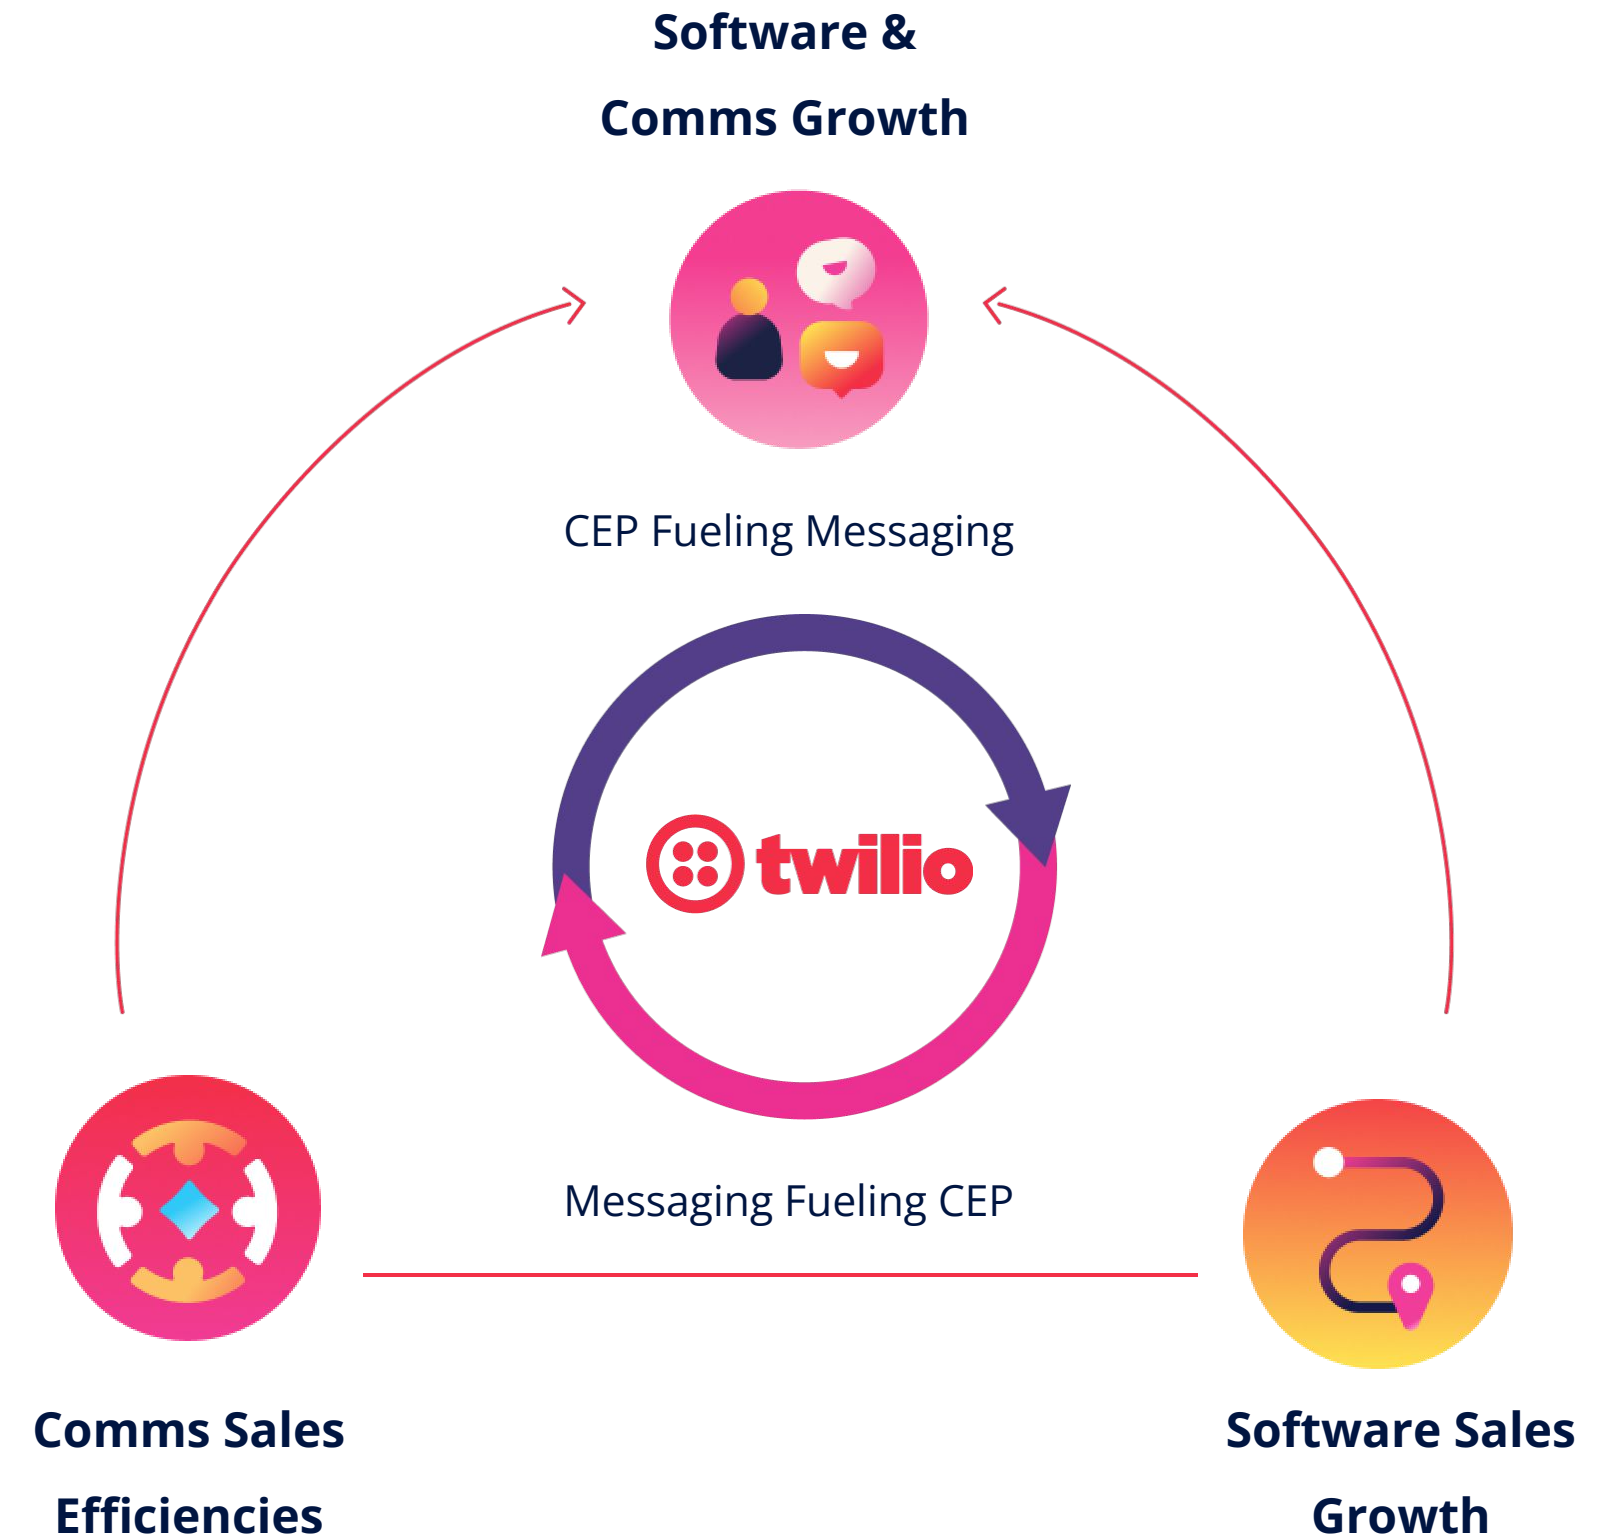 Software &
Comms Growth
CEP Fueling Messaging
twilio
Messaging Fueling CEP
Comms Sales
Efficiencies
Software Sales
Growth